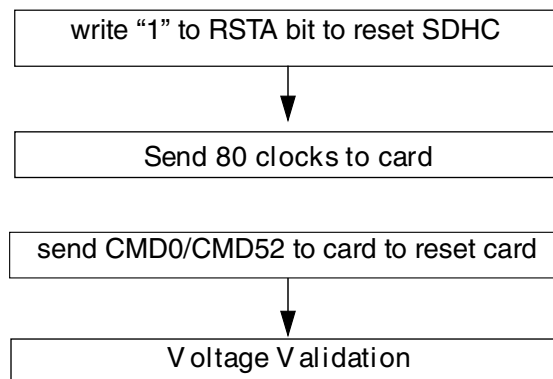 write “1” to RSTA bit to reset SDHC
Send 80 clocks to card
send CMD0/CMD52 to card to reset card
Voltage Validation